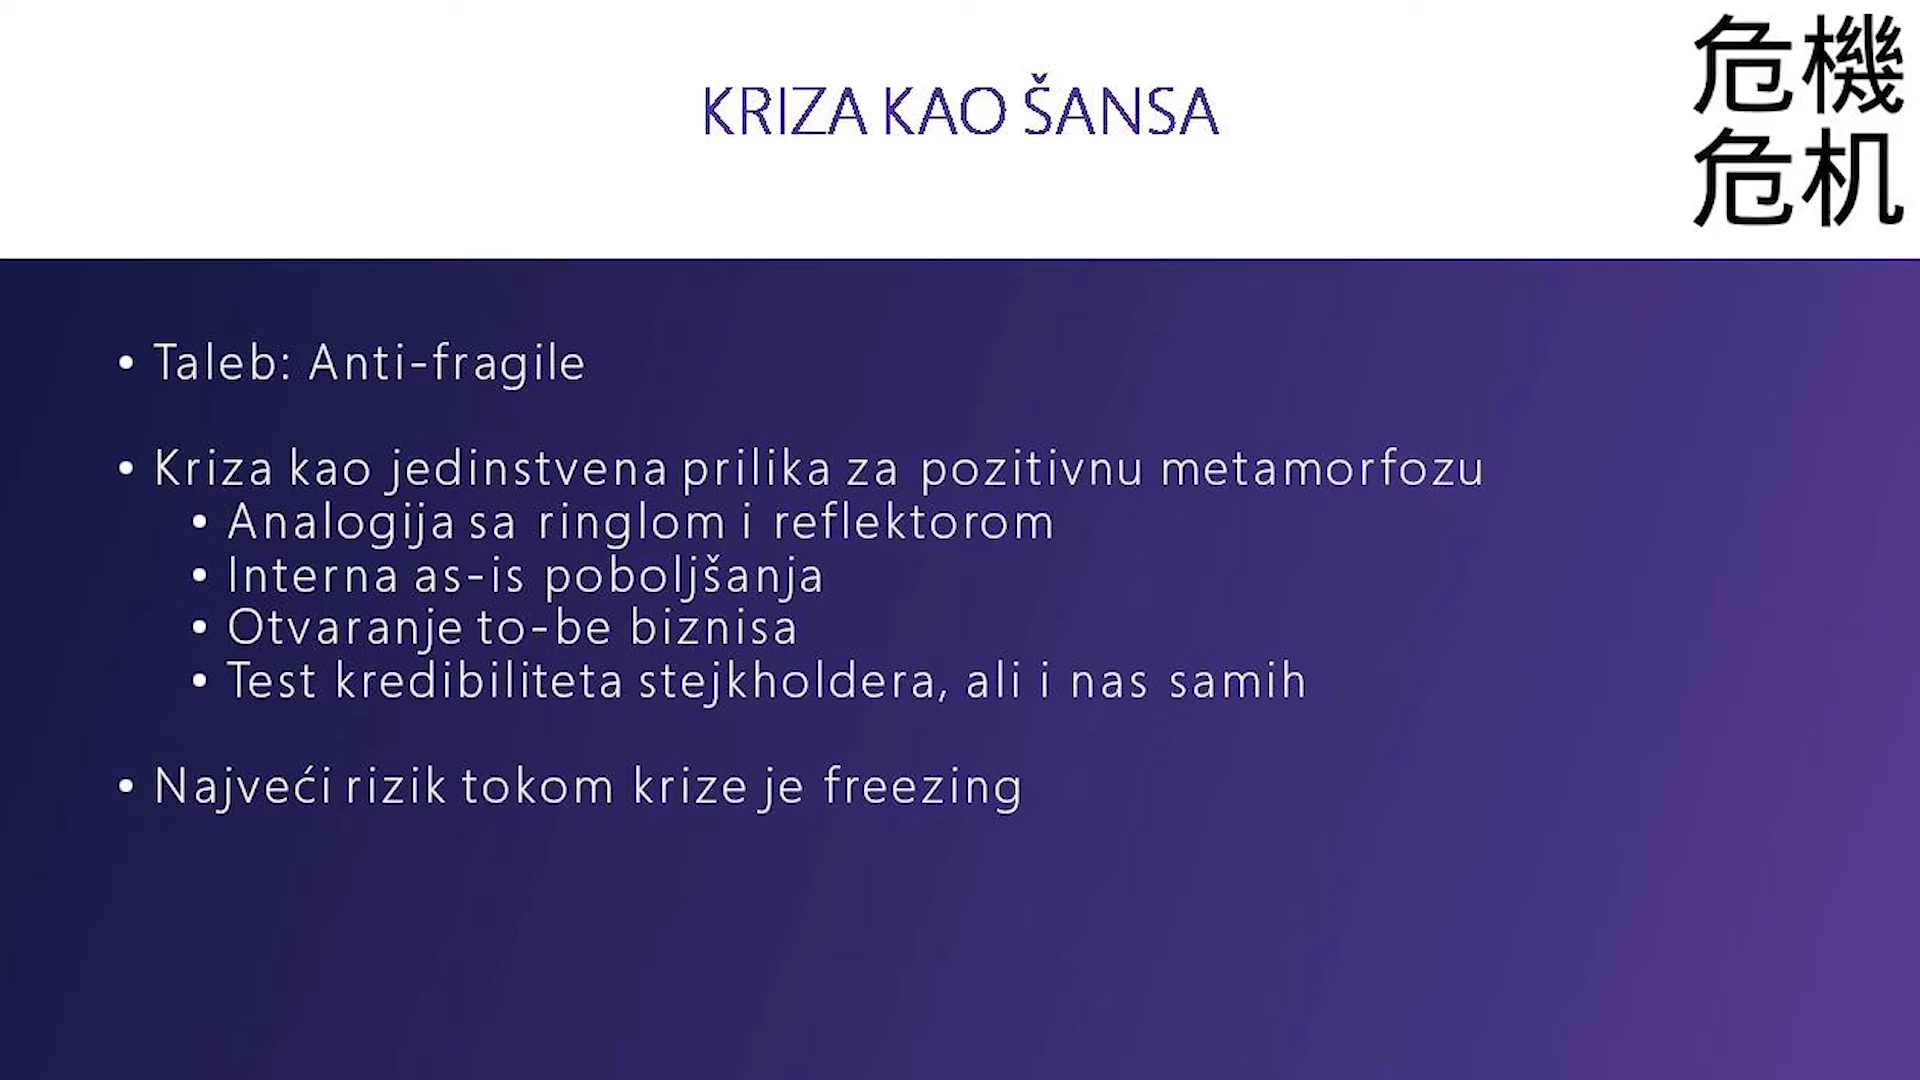 危機
危机
KRIZA KAO ŠANSA
• Taleb: Anti-fragile
• Kriza kao jedinstvena prilika za pozitivnu metamorfozu
• Analogija sa ringlom i reflektorom
• Interna as-is poboljšanja
• Otvaranje to-be biznisa
• Test kredibiliteta stejkholdera, ali i nas samih
• Najveći rizik tokom krize je freezing